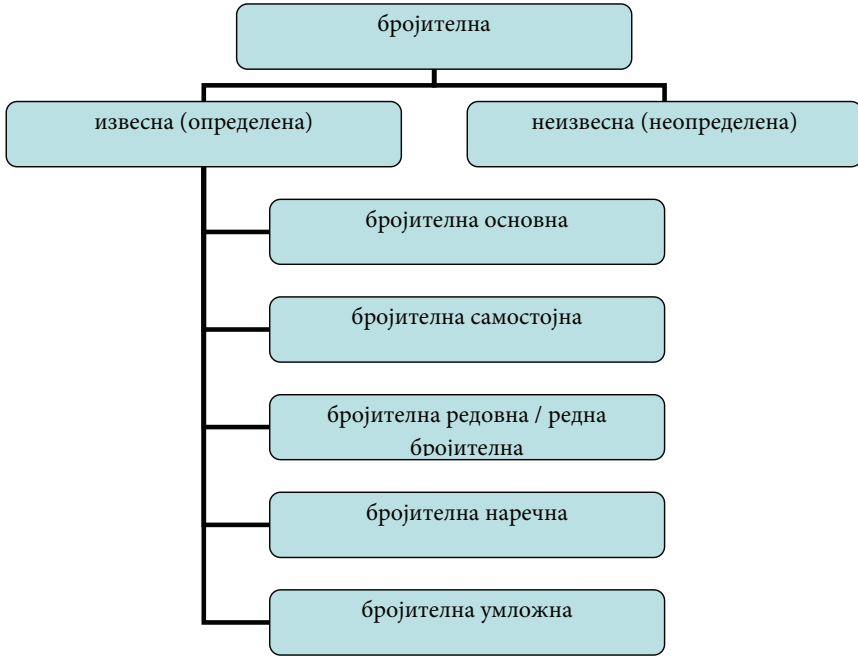 бројителна
извесна (определена)
неизвесна (неопределена)
бројителна основна
бројителна самостојна
бројителна редовна / редна
бројителна
бројителна наречна
бројителна умложна